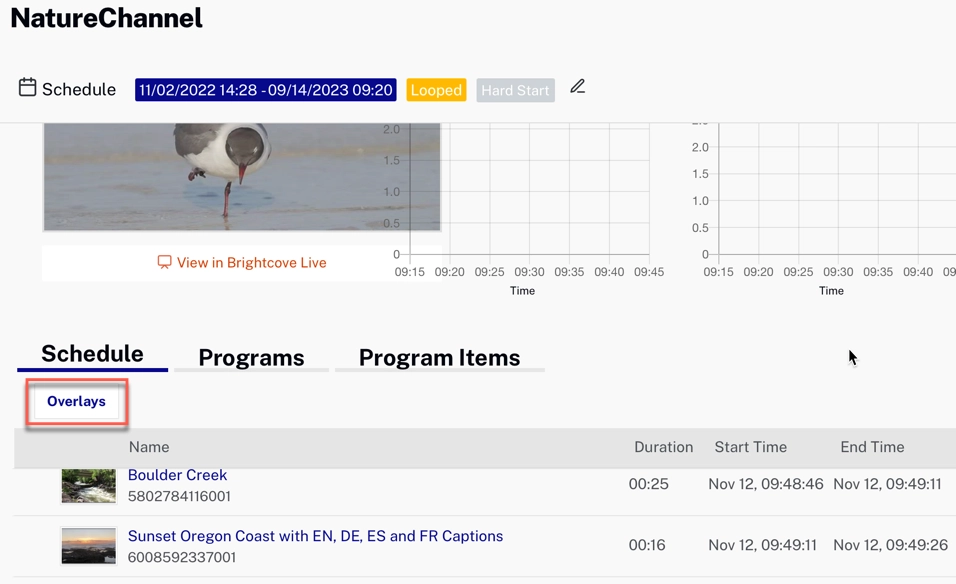 NatureChannel
Schedule 11/02/2022 14:28 - 09/14/2023 09:20 Looped Hard Start
2.0
1.5
1.0
0.5
0
09:15 09:20 09:25 09:30 09:35 09:40 09:45
Time
2.0
1.5
1.0
0.5
0
09:15 09:20 09:25 09:30 09:35 09:40
Time
View in Brightcove Live
Schedule Programs Program Items
Overlays
Name Duration Start Time End Time
Boulder Creek
5802784116001
00:25 Nov 12, 09:48:46 Nov 12, 09:49:11
Sunset Oregon Coast with EN, DE, ES and FR Captions
6008592337001
00:16 Nov 12, 09:49:11 Nov 12, 09:49:26